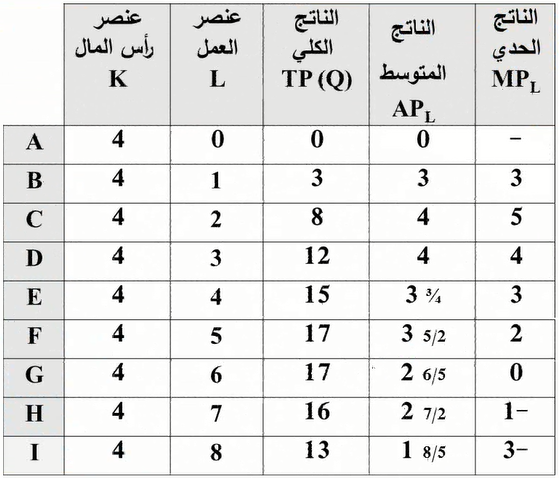 عنصر رأس المال K | عنصر العمل L | الناتج الكلي TP (Q) | الناتج المتوسط APL | الناتج الحدي MPL
A 4 0 0 0 –
B 4 1 3 3 3
C 4 2 8 4 5
D 4 3 12 4 4
E 4 4 15 3 ¾ 3
F 4 5 17 3 5/2 2
G 4 6 17 2 6/5 0
H 4 7 16 2 7/2 1–
I 4 8 13 1 8/5 3–